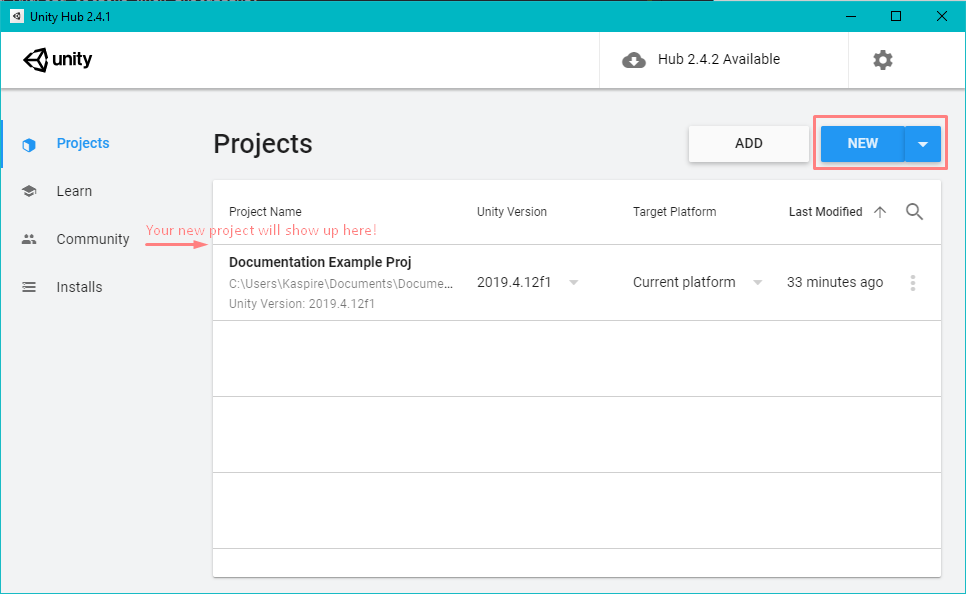 Unity Hub 2.4.1
unity
Hub 2.4.2 Available
Projects
Learn
Community
Installs
Projects
ADD
NEW
Project Name
Unity Version
Target Platform
Last Modified
Your new project will show up here!
Documentation Example Proj
C:\Users\Kaspire\Documents\Docume...
Unity Version: 2019.4.12f1
2019.4.12f1
Current platform
33 minutes ago